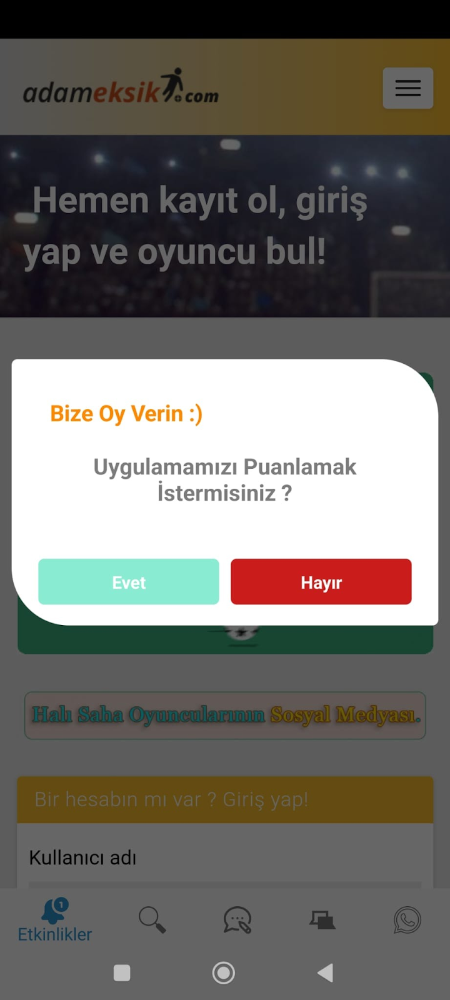 adameksik.com
Hemen kayıt ol, giriş
yap ve oyuncu bul!
Bize Oy Verin :)
Uygulamamızı Puanlamak
İstermisiniz ?
Evet
Hayır
Halı Saha Oyuncularının Sosyal Medyası.
Bir hesabın mı var ? Giriş yap!
Kullanıcı adı
1
Etkinlikler